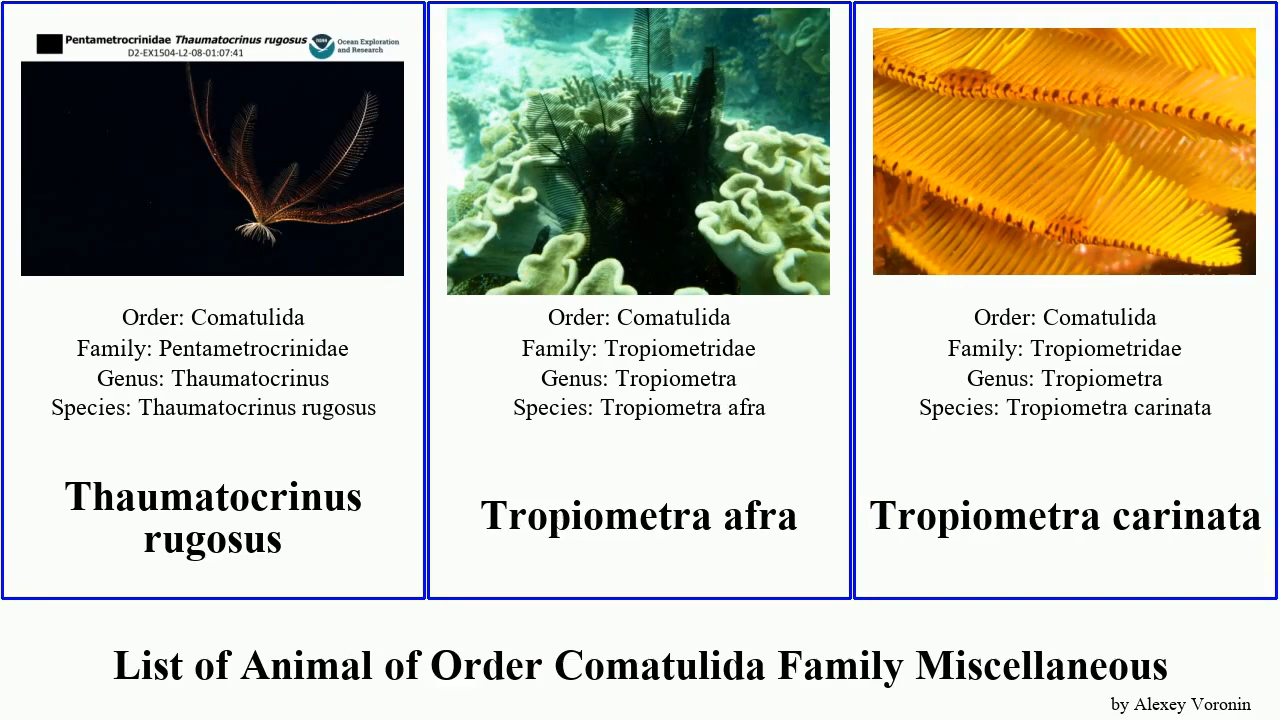 Pentametrocrinidae Thaumatocrinus rugosus
D2-EX1504-L2-08-01:07:41
Ocean Exploration
and Research
Order: Comatulida
Family: Pentametrocrinidae
Genus: Thaumatocrinus
Species: Thaumatocrinus rugosus
Thaumatocrinus
rugosus
Order: Comatulida
Family: Tropiometridae
Genus: Tropiometra
Species: Tropiometra afra
Tropiometra afra
Order: Comatulida
Family: Tropiometridae
Genus: Tropiometra
Species: Tropiometra carinata
Tropiometra carinata
List of Animal of Order Comatulida Family Miscellaneous
by Alexey Voronin